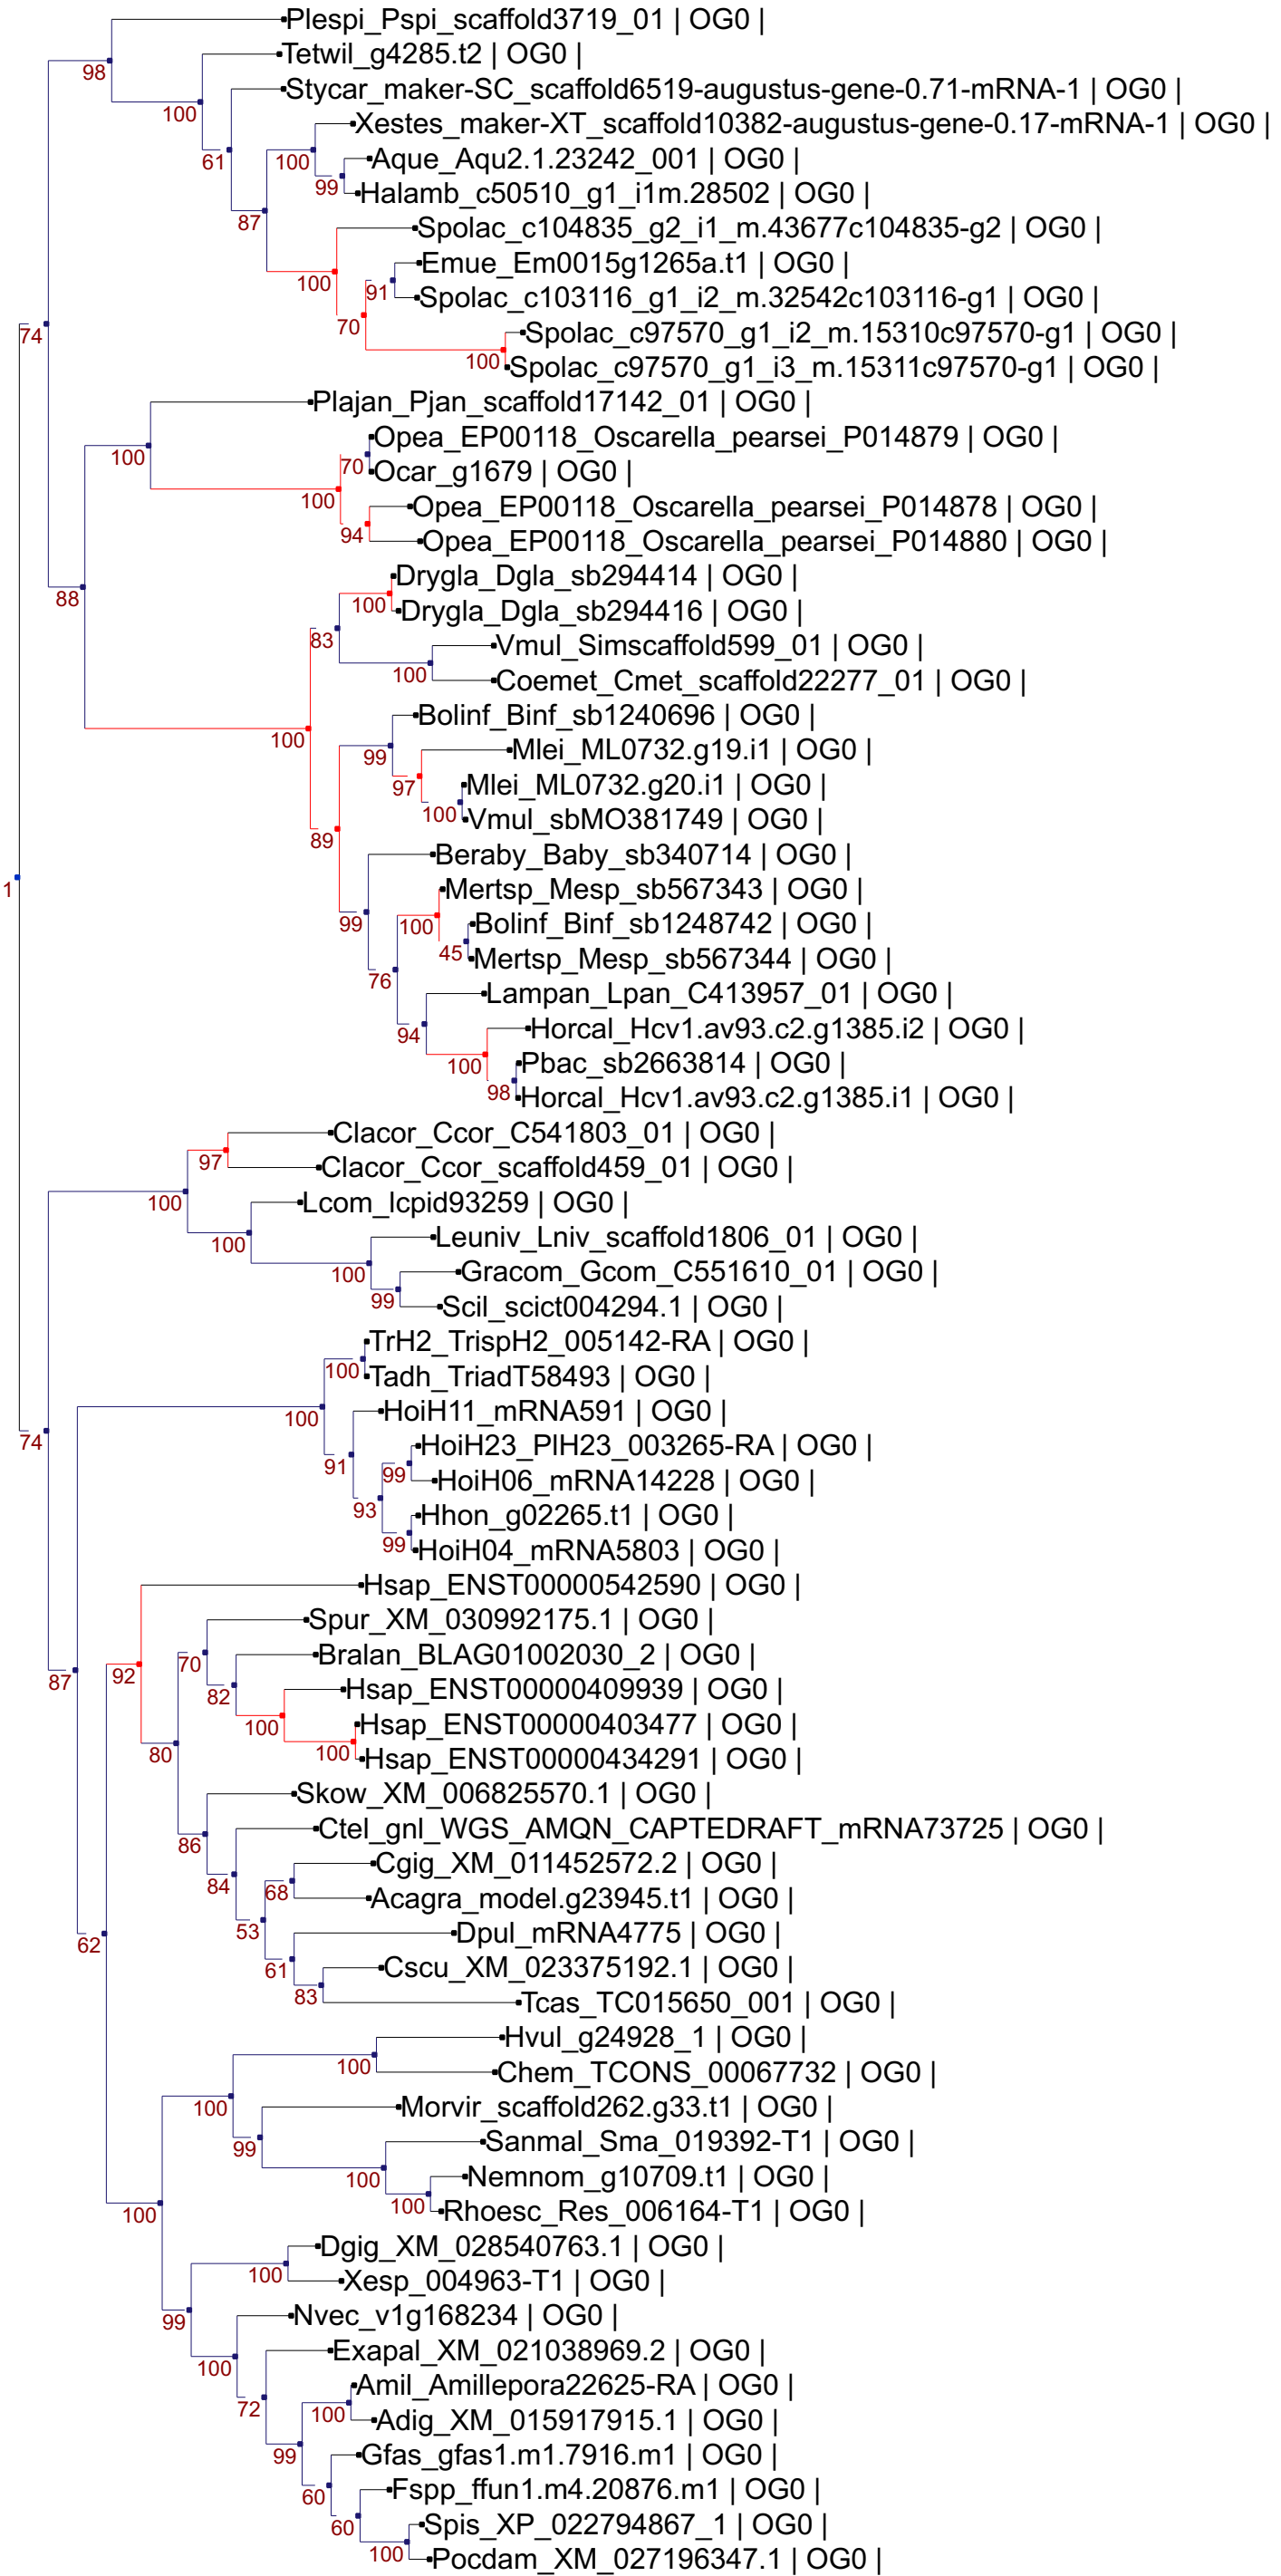 Plespi_Pspi_scaffold3719_01 | OG0 |
Tetwil_g4285.t2 | OG0 |
98
Stycar_maker-SC_scaffold6519-augustus-gene-0.71-mRNA-1 | OG0 |
100
Xestes_maker-XT_scaffold10382-augustus-gene-0.17-mRNA-1 | OG0 |
61
100
Aque_Aqu2.1.23242_001 | OG0 |
99
Halamb_c50510_g1_i1m.28502 | OG0 |
87
Spolac_c104835_g2_i1_m.43677c104835-g2 | OG0 |
Emue_Em0015g1265a.t1 | OG0 |
100
91
Spolac_c103116_g1_i2_m.32542c103116-g1 | OG0 |
70
74
Spolac_c97570_g1_i2_m.15310c97570-g1 | OG0 |
100
Spolac_c97570_g1_i3_m.15311c97570-g1 | OG0 |
Plajan_Pjan_scaffold17142_01 | OG0 |
Opea_EP00118_Oscarella_pearsei_P014879 | OG0 |
100
70
Ocar_g1679 | OG0 |
100
Opea_EP00118_Oscarella_pearsei_P014878 | OG0 |
94
Opea_EP00118_Oscarella_pearsei_P014880 | OG0 |
Drygla_Dgla_sb294414 | OG0 |
88
100
Drygla_Dgla_sb294416 | OG0 |
83
Vmul_Simscaffold599_01 | OG0 |
100
Coemet_Cmet_scaffold22277_01 | OG0 |
Bolinf_Binf_sb1240696 | OG0 |
100
Mlei_ML0732.g19.i1 | OG0 |
99
Mlei_ML0732.g20.i1 | OG0 |
97
100
Vmul_sbMO381749 | OG0 |
89
Beraby_Baby_sb340714 | OG0 |
1
Mertsp_Mesp_sb567343 | OG0 |
99
100
Bolinf_Binf_sb1248742 | OG0 |
45
Mertsp_Mesp_sb567344 | OG0 |
76
Lampan_Lpan_C413957_01 | OG0 |
94
Horcal_Hcv1.av93.c2.g1385.i2 | OG0 |
100
Pbac_sb2663814 | OG0 |
98
Horcal_Hcv1.av93.c2.g1385.i1 | OG0 |
Clacor_Ccor_C541803_01 | OG0 |
97
Clacor_Ccor_scaffold459_01 | OG0 |
100
Lcom_lcpid93259 | OG0 |
100
Leuniv_Lniv_scaffold1806_01 | OG0 |
100
Gracom_Gcom_C551610_01 | OG0 |
99
Scil_scict004294.1 | OG0 |
TrH2_TrispH2_005142-RA | OG0 |
100
Tadh_TriadT58493 | OG0 |
100
HoiH11_mRNA591 | OG0 |
74
HoiH23_PlH23_003265-RA | OG0 |
91
99
HoiH06_mRNA14228 | OG0 |
93
Hhon_g02265.t1 | OG0 |
99
HoiH04_mRNA5803 | OG0 |
Hsap_ENST00000542590 | OG0 |
Spur_XM_030992175.1 | OG0 |
Bralan_BLAG01002030_2 | OG0 |
70
92
87
Hsap_ENST00000409939 | OG0 |
82
100
Hsap_ENST00000403477 | OG0 |
80
100
Hsap_ENST00000434291 | OG0 |
Skow_XM_006825570.1 | OG0 |
Ctel_gnl_WGS_AMQN_CAPTEDRAFT_mRNA73725 | OG0 |
86
Cgig_XM_011452572.2 | OG0 |
84
68
Acagra_model.g23945.t1 | OG0 |
53
Dpul_mRNA4775 | OG0 |
62
Cscu_XM_023375192.1 | OG0 |
61
83
Tcas_TC015650_001 | OG0 |
Hvul_g24928_1 | OG0 |
100
Chem_TCONS_00067732 | OG0 |
100
Morvir_scaffold262.g33.t1 | OG0 |
99
Sanmal_Sma_019392-T1 | OG0 |
100
Nemnom_g10709.t1 | OG0 |
100
100
Rhoesc_Res_006164-T1 | OG0 |
Dgig_XM_028540763.1 | OG0 |
100
Xesp_004963-T1 | OG0 |
99
Nvec_v1g168234 | OG0 |
Exapal_XM_021038969.2 | OG0 |
100
Amil_Amillepora22625-RA | OG0 |
72
100
Adig_XM_015917915.1 | OG0 |
99
Gfas_gfas1.m1.7916.m1 | OG0 |
60
Fspp_ffun1.m4.20876.m1 | OG0 |
60
Spis_XP_022794867_1 | OG0 |
100
Pocdam_XM_027196347.1 | OG0 |